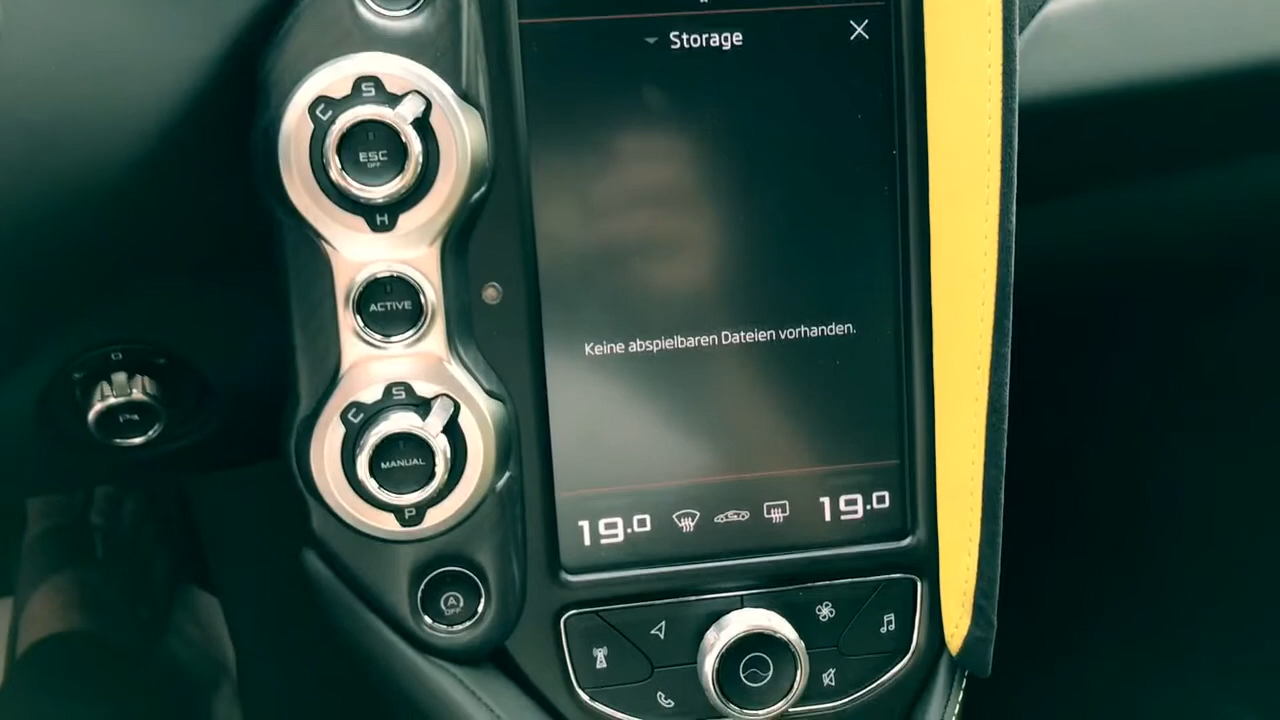 Storage
C S
ESC
OFF
H
ACTIVE
Keine abspielbaren Dateien vorhanden.
C S
MANUAL
P
19.0 19.0
A
OFF